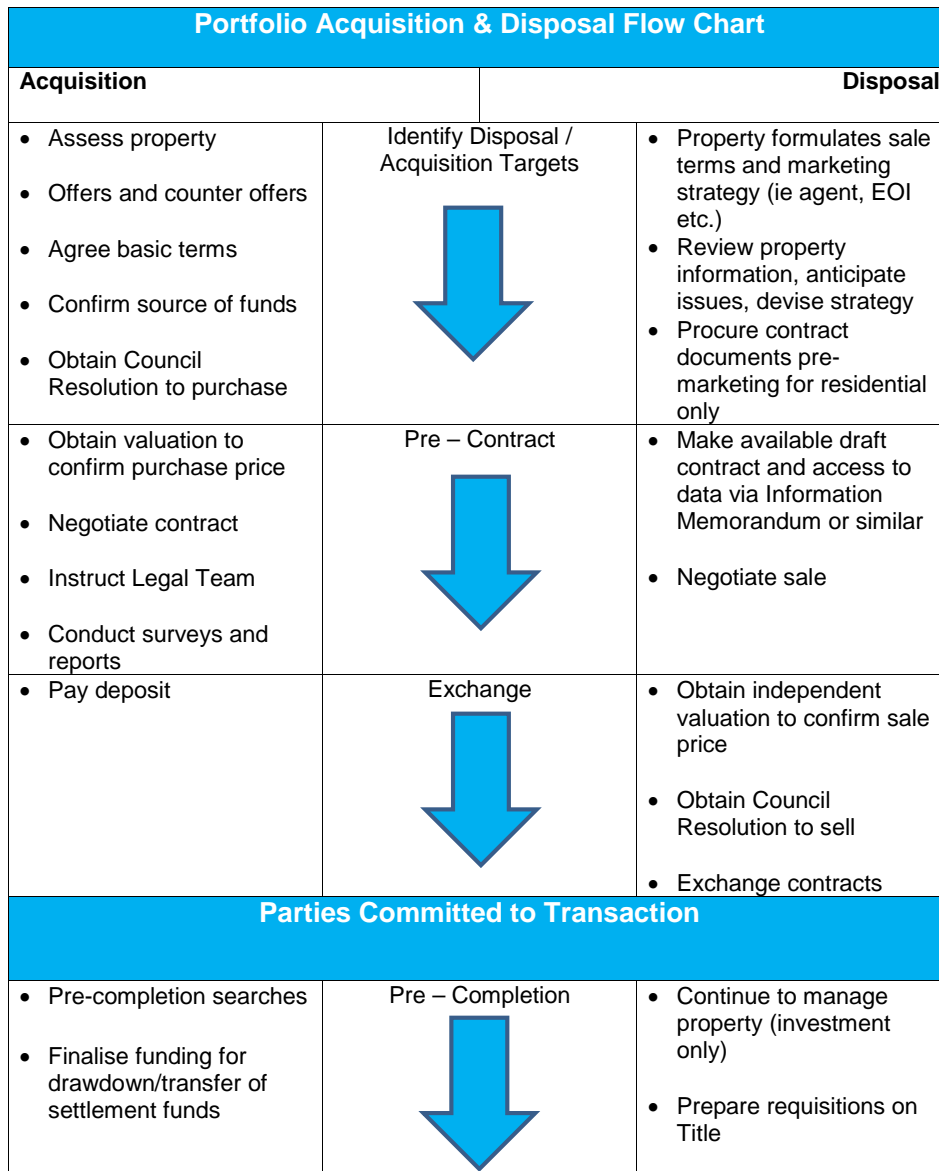 Portfolio Acquisition & Disposal Flow Chart
Acquisition
Disposal
• Assess property
• Offers and counter offers
• Agree basic terms
• Confirm source of funds
• Obtain Council
Resolution to purchase
Identify Disposal /
Acquisition Targets
• Property formulates sale
terms and marketing
strategy (ie agent, EOI
etc.)
• Review property
information, anticipate
issues, devise strategy
• Procure contract
documents pre-
marketing for residential
only
• Obtain valuation to
confirm purchase price
• Negotiate contract
• Instruct Legal Team
• Conduct surveys and
reports
Pre – Contract
• Make available draft
contract and access to
data via Information
Memorandum or similar
• Negotiate sale
• Pay deposit
Exchange
• Obtain independent
valuation to confirm sale
price
• Obtain Council
Resolution to sell
• Exchange contracts
Parties Committed to Transaction
• Pre-completion searches
• Finalise funding for
drawdown/transfer of
settlement funds
Pre – Completion
• Continue to manage
property (investment
only)
• Prepare requisitions on
Title